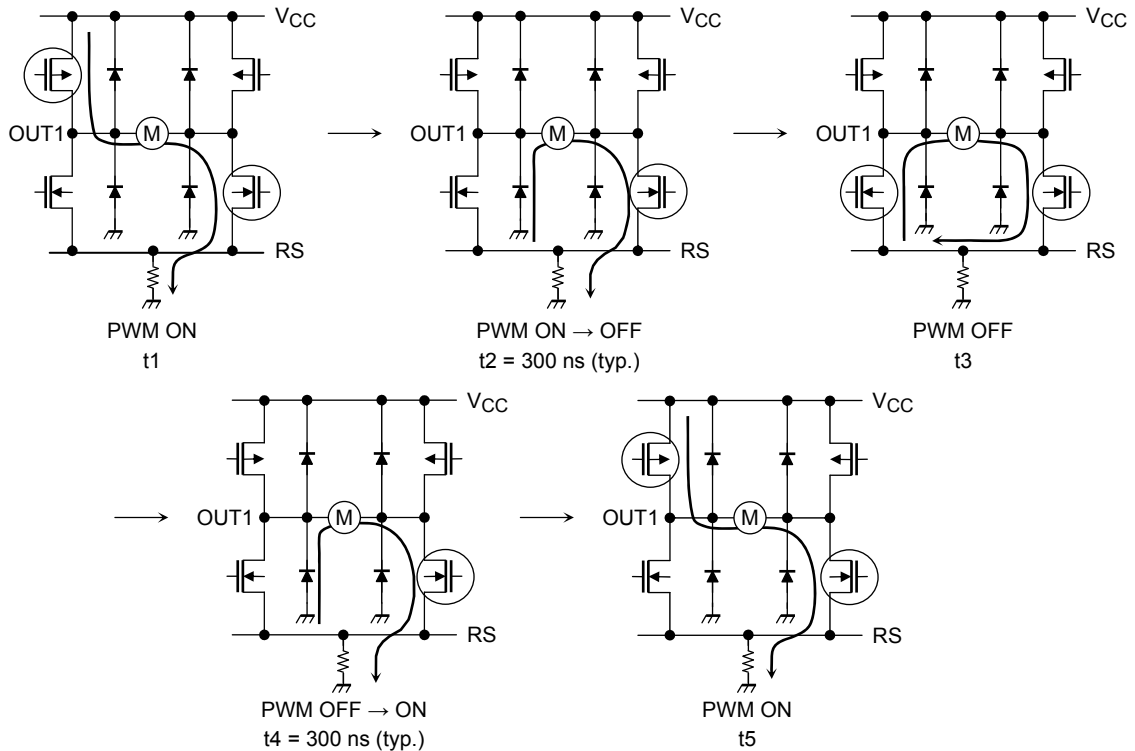 VCC
VCC
VCC
OUT1
M
OUT1
M
OUT1
M
RS
RS
RS
PWM ON
t1
PWM ON → OFF
t2 = 300 ns (typ.)
PWM OFF
t3
VCC
VCC
OUT1
M
OUT1
M
RS
RS
PWM OFF → ON
t4 = 300 ns (typ.)
PWM ON
t5